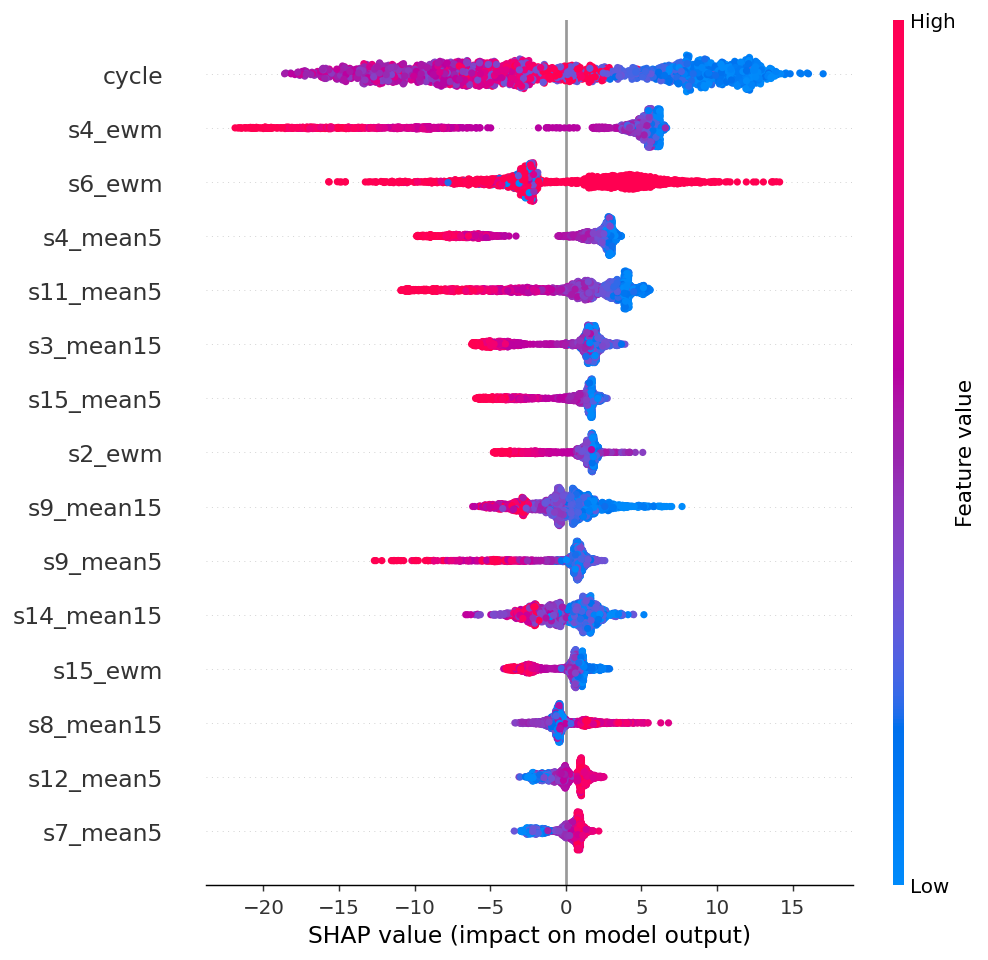 High
cycle
s4_ewm
s6_ewm
s4_mean5
s11_mean5
s3_mean15
s15_mean5
s2_ewm
s9_mean15
s9_mean5
s14_mean15
s15_ewm
s8_mean15
s12_mean5
s7_mean5
Feature value
Low
−20 −15 −10 −5 0 5 10 15
SHAP value (impact on model output)